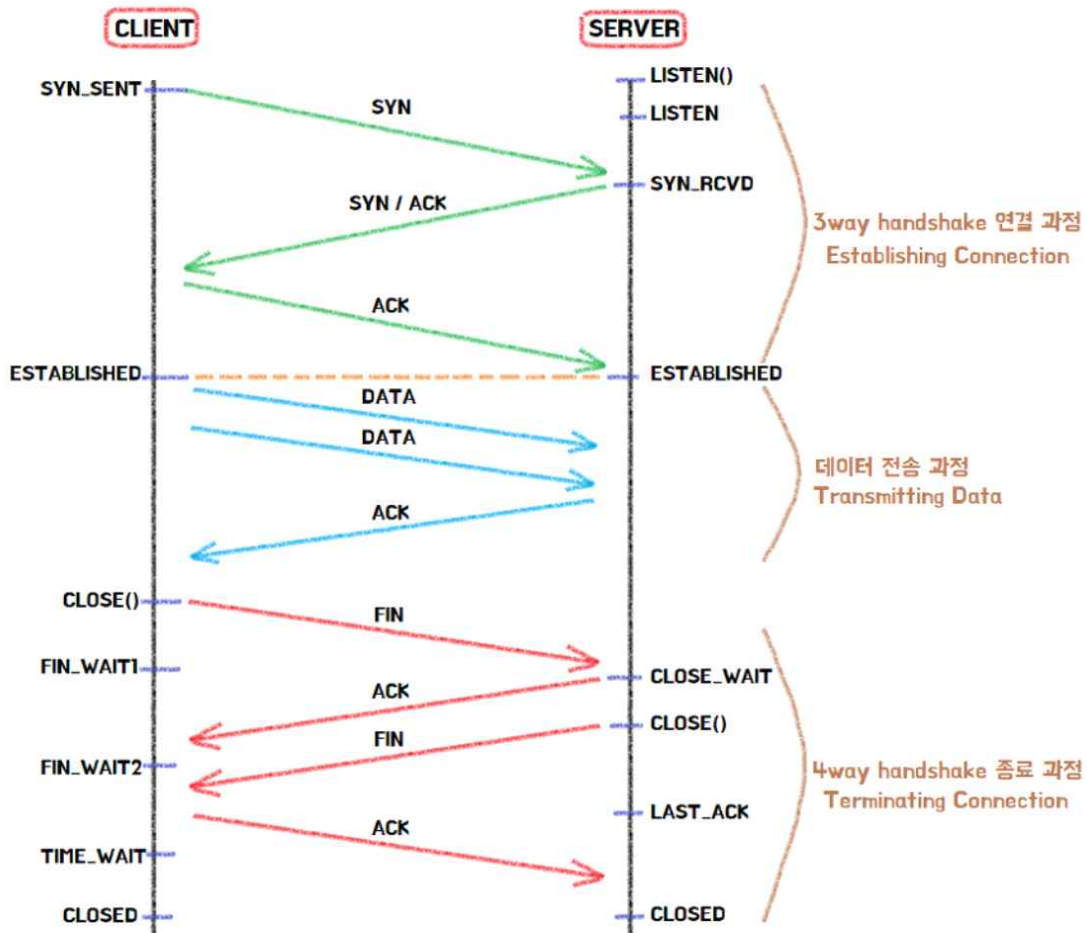 CLIENT
SERVER
LISTEN()
SYN_SENT
SYN
LISTEN
SYN_RCVD
SYN / ACK
3way handshake 연결 과정
Establishing Connection
ACK
ESTABLISHED
ESTABLISHED
DATA
DATA
데이터 전송 과정
Transmitting Data
ACK
CLOSE()
FIN
FIN_WAIT1
CLOSE_WAIT
ACK
CLOSE()
FIN
FIN_WAIT2
4way handshake 종료 과정
Terminating Connection
LAST_ACK
ACK
TIME_WAIT
CLOSED
CLOSED